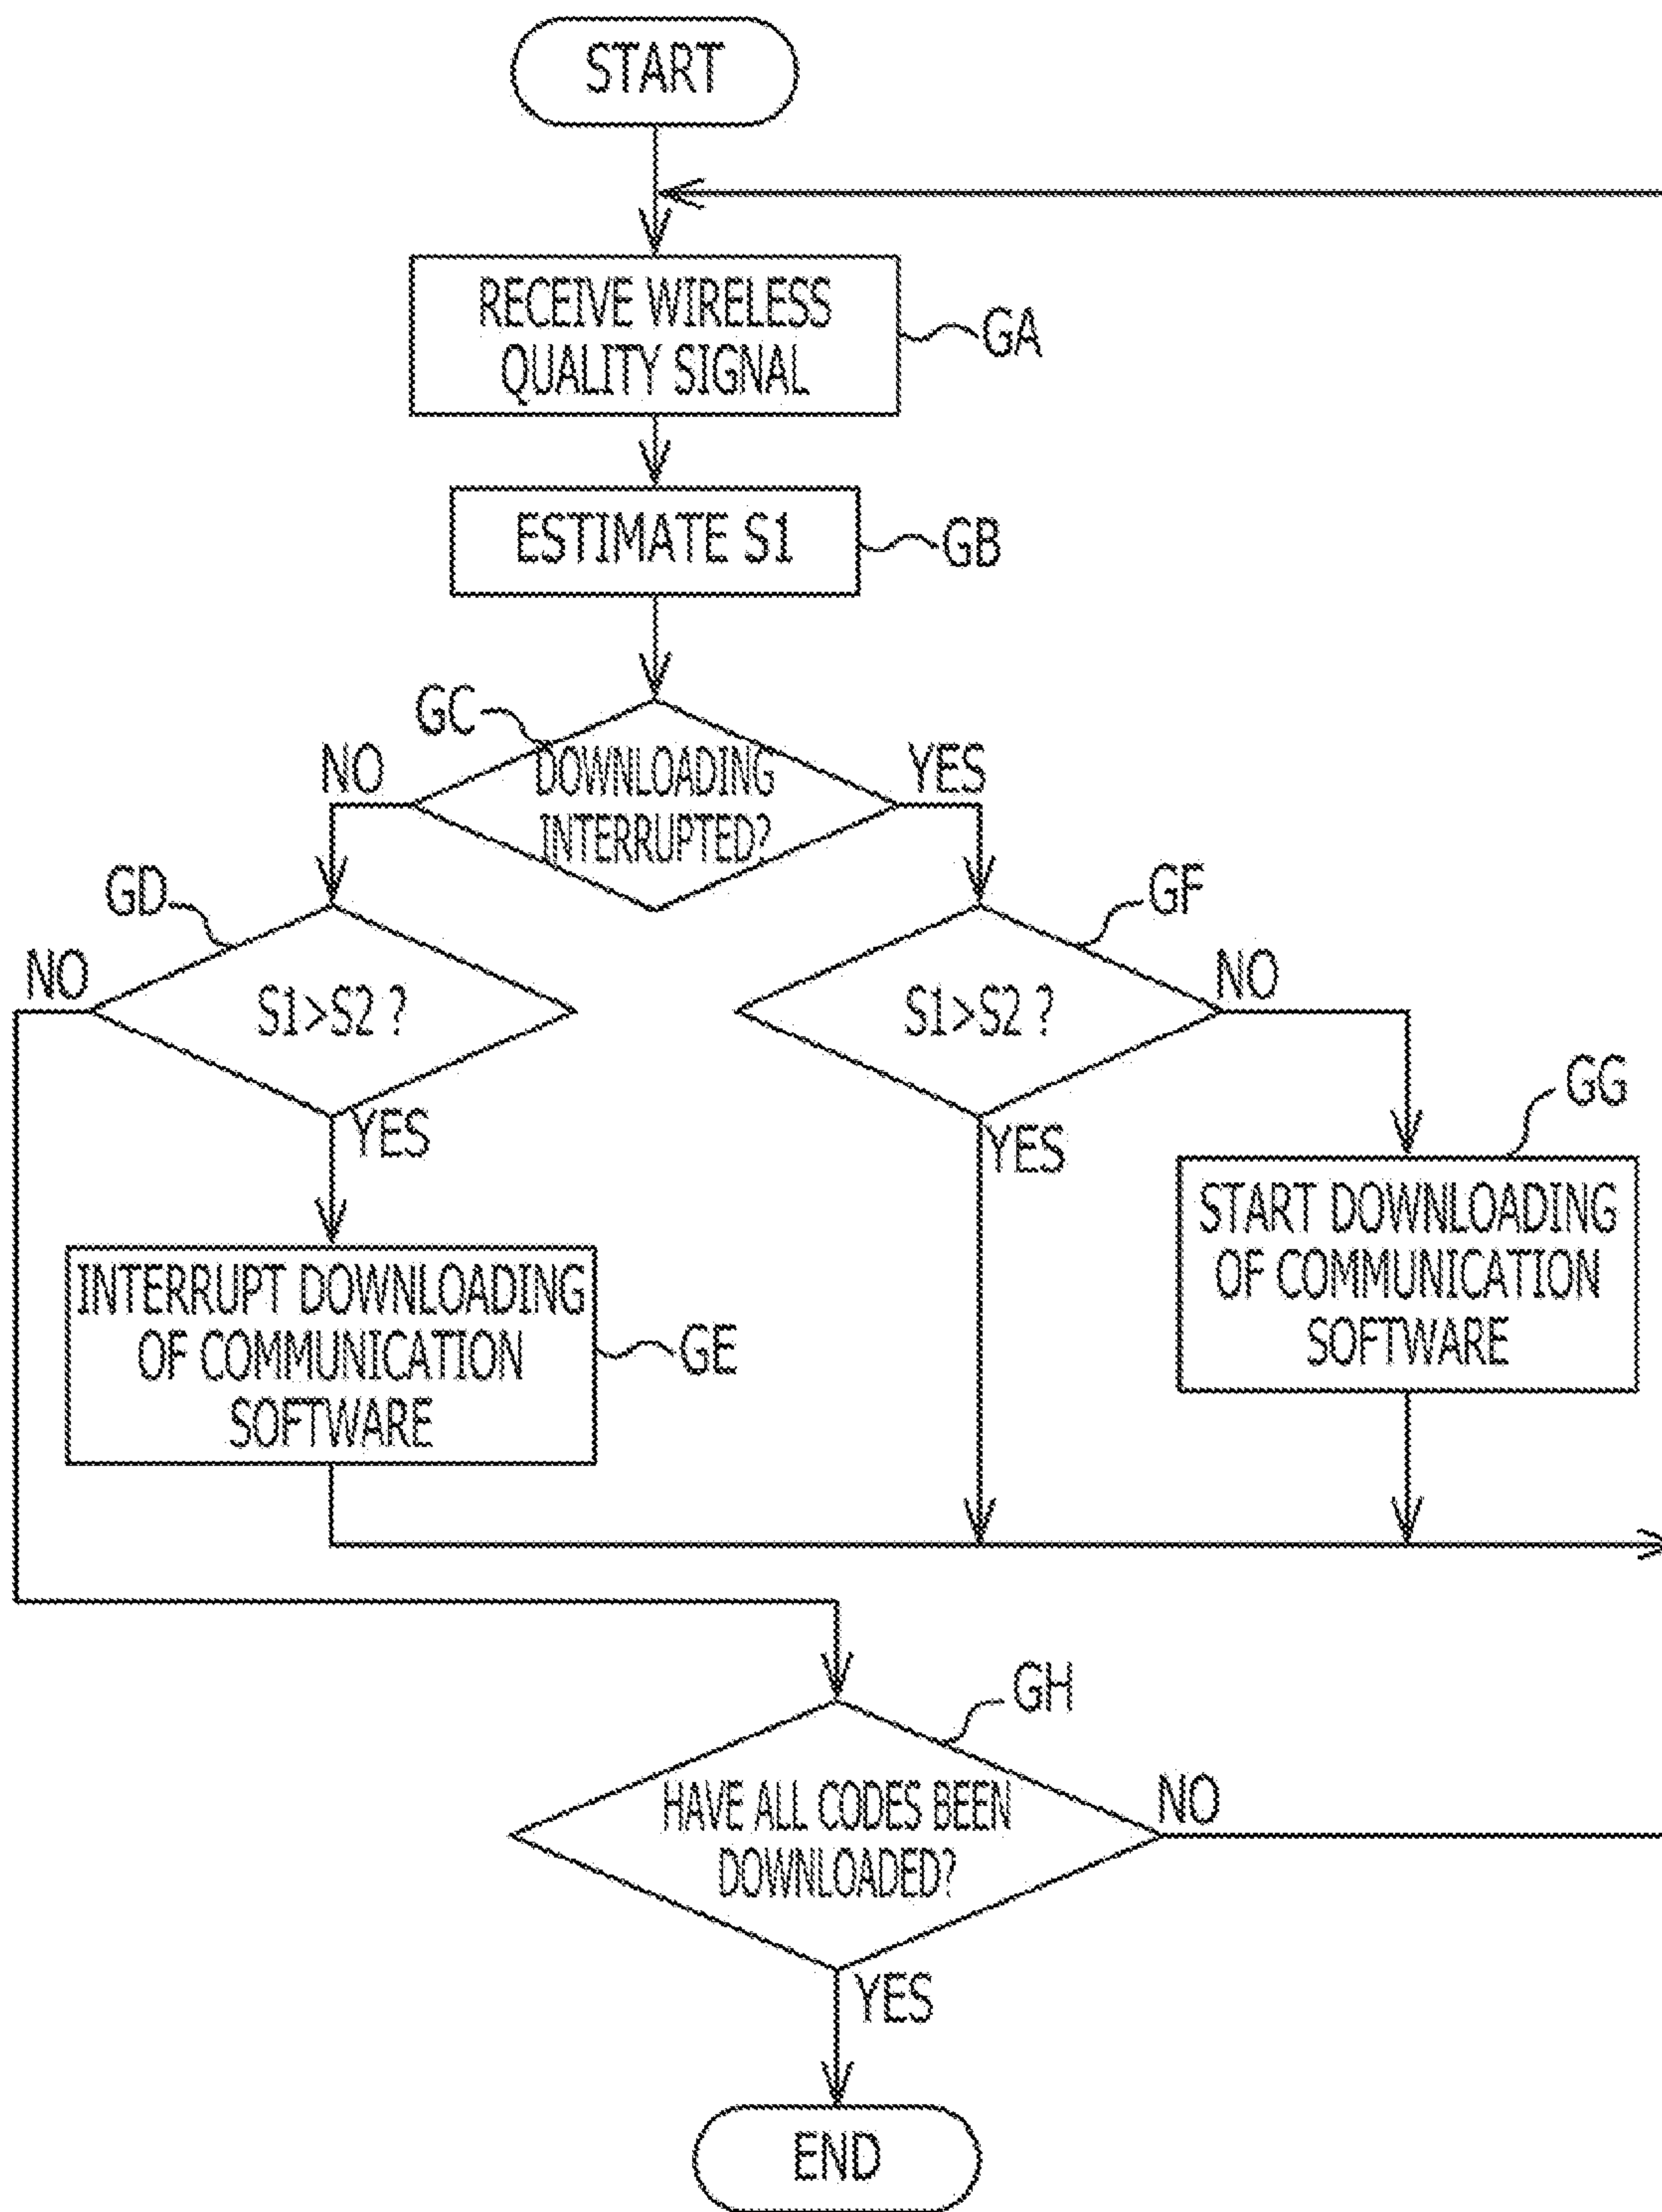 START
RECEIVE WIRELESS
QUALITY SIGNAL
GA
ESTIMATE S1
GB
GC
NO
DOWNLOADING
INTERRUPTED?
YES
GD
GF
NO
S1>S2 ?
S1>S2 ?
NO
YES
YES
GG
START DOWNLOADING
OF COMMUNICATION
SOFTWARE
INTERRUPT DOWNLOADING
OF COMMUNICATION
SOFTWARE
GE
GH
HAVE ALL CODES BEEN
DOWNLOADED?
NO
YES
END